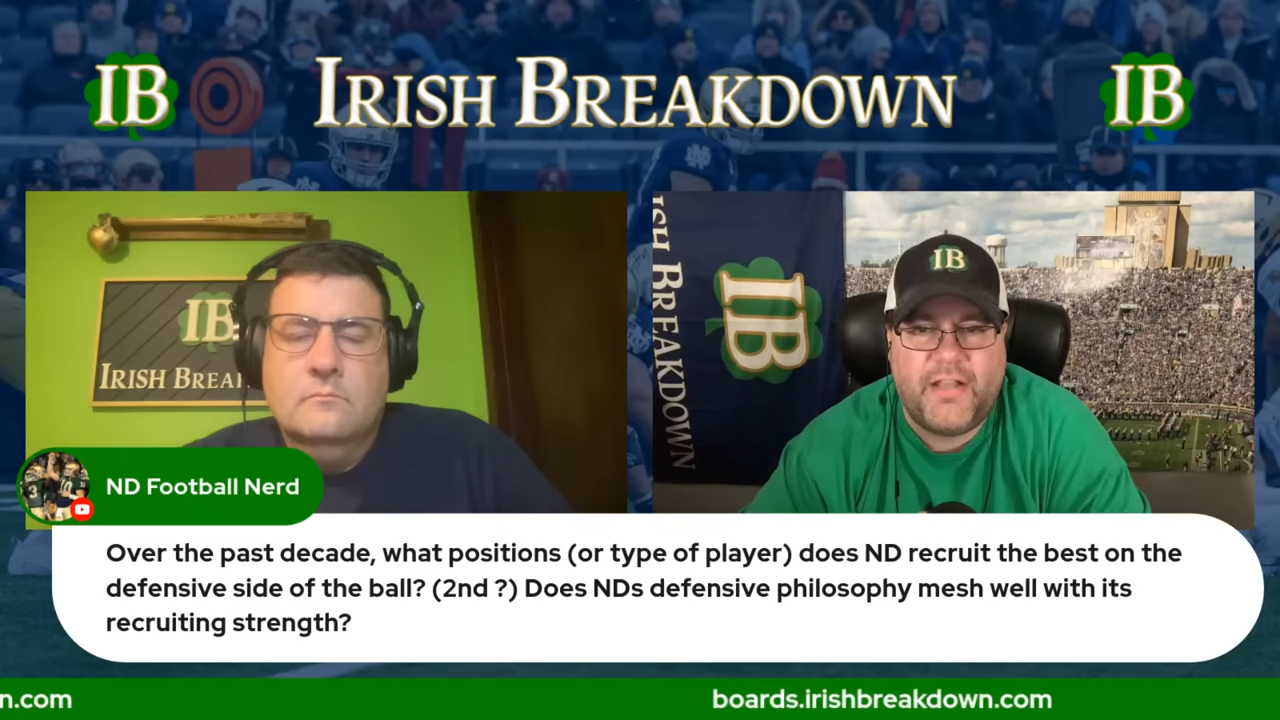 IB
IRISH BREAKDOWN
IB
IB
IRISH BREA
ISH BREAKDOWN
IB
IB
ND Football Nerd
Over the past decade, what positions (or type of player) does ND recruit the best on the
defensive side of the ball? (2nd ?) Does NDs defensive philosophy mesh well with its
recruiting strength?
n.com
boards.irishbreakdown.com